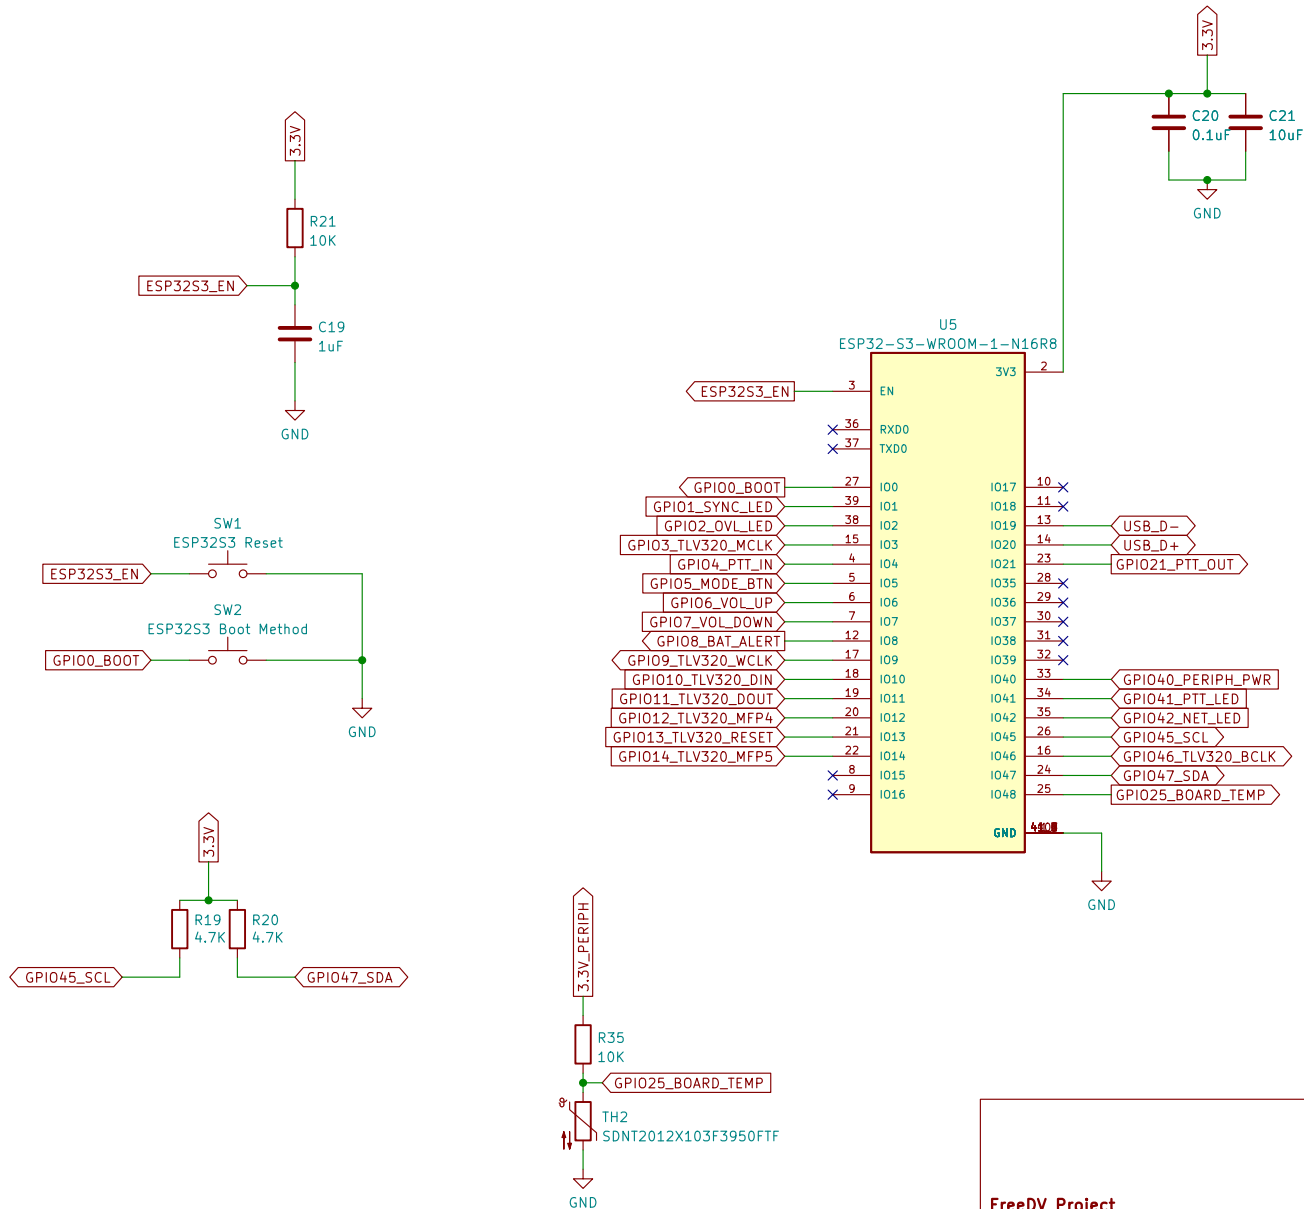 3.3V
C20
0.1uF
C21
10uF
GND
3.3V
R21
10K
ESP32S3_EN
C19
1uF
GND
U5
ESP32-S3-WROOM-1-N16R8
3V3
2
ESP32S3_EN
3
EN
36
RXD0
37
TXD0
GPIO0_BOOT
27
IO0
IO17
10
GPIO1_SYNC_LED
39
IO1
IO18
11
GPIO2_OVL_LED
38
IO2
IO19
13
USB_D-
GPIO3_TLV320_MCLK
15
IO3
IO20
14
USB_D+
GPIO4_PTT_IN
4
IO4
IO21
23
GPIO21_PTT_OUT
GPIO5_MODE_BTN
5
IO5
IO35
28
GPIO6_VOL_UP
6
IO6
IO36
29
GPIO7_VOL_DOWN
7
IO7
IO37
30
GPIO8_BAT_ALERT
12
IO8
IO38
31
GPIO9_TLV320_WCLK
17
IO9
IO39
32
GPIO10_TLV320_DIN
18
IO10
IO40
33
GPIO40_PERIPH_PWR
GPIO11_TLV320_DOUT
19
IO11
IO41
34
GPIO41_PTT_LED
GPIO12_TLV320_MFP4
20
IO12
IO42
35
GPIO42_NET_LED
GPIO13_TLV320_RESET
21
IO13
IO45
26
GPIO45_SCL
GPIO14_TLV320_MFP5
22
IO14
IO46
16
GPIO46_TLV320_BCLK
8
IO15
IO47
24
GPIO47_SDA
9
IO16
IO48
25
GPIO25_BOARD_TEMP
GND
GND
SW1
ESP32S3 Reset
ESP32S3_EN
SW2
ESP32S3 Boot Method
GPIO0_BOOT
GND
3.3V
R19
4.7K
R20
4.7K
GPIO45_SCL
GPIO47_SDA
3.3V_PERIPH
R35
10K
GPIO25_BOARD_TEMP
TH2
SDNT2012X103F3950FTF
GND
FreeDV Project